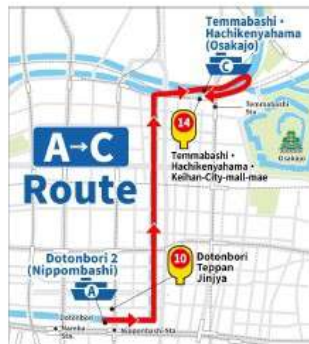 Temmabashi・
Hachikenyahama
(Osakajo)
C
Temmabashi
Sta.
14
Temmabashi・
Hachikenyahama・
Keihan-City-mall-mae
Osakajo
A→C
Route
Dotonbori 2
(Nippombashi)
A
10
Dotonbori
Teppan
Jinjya
Dotonbori
Namba
Sta.
Nippombashi Sta.